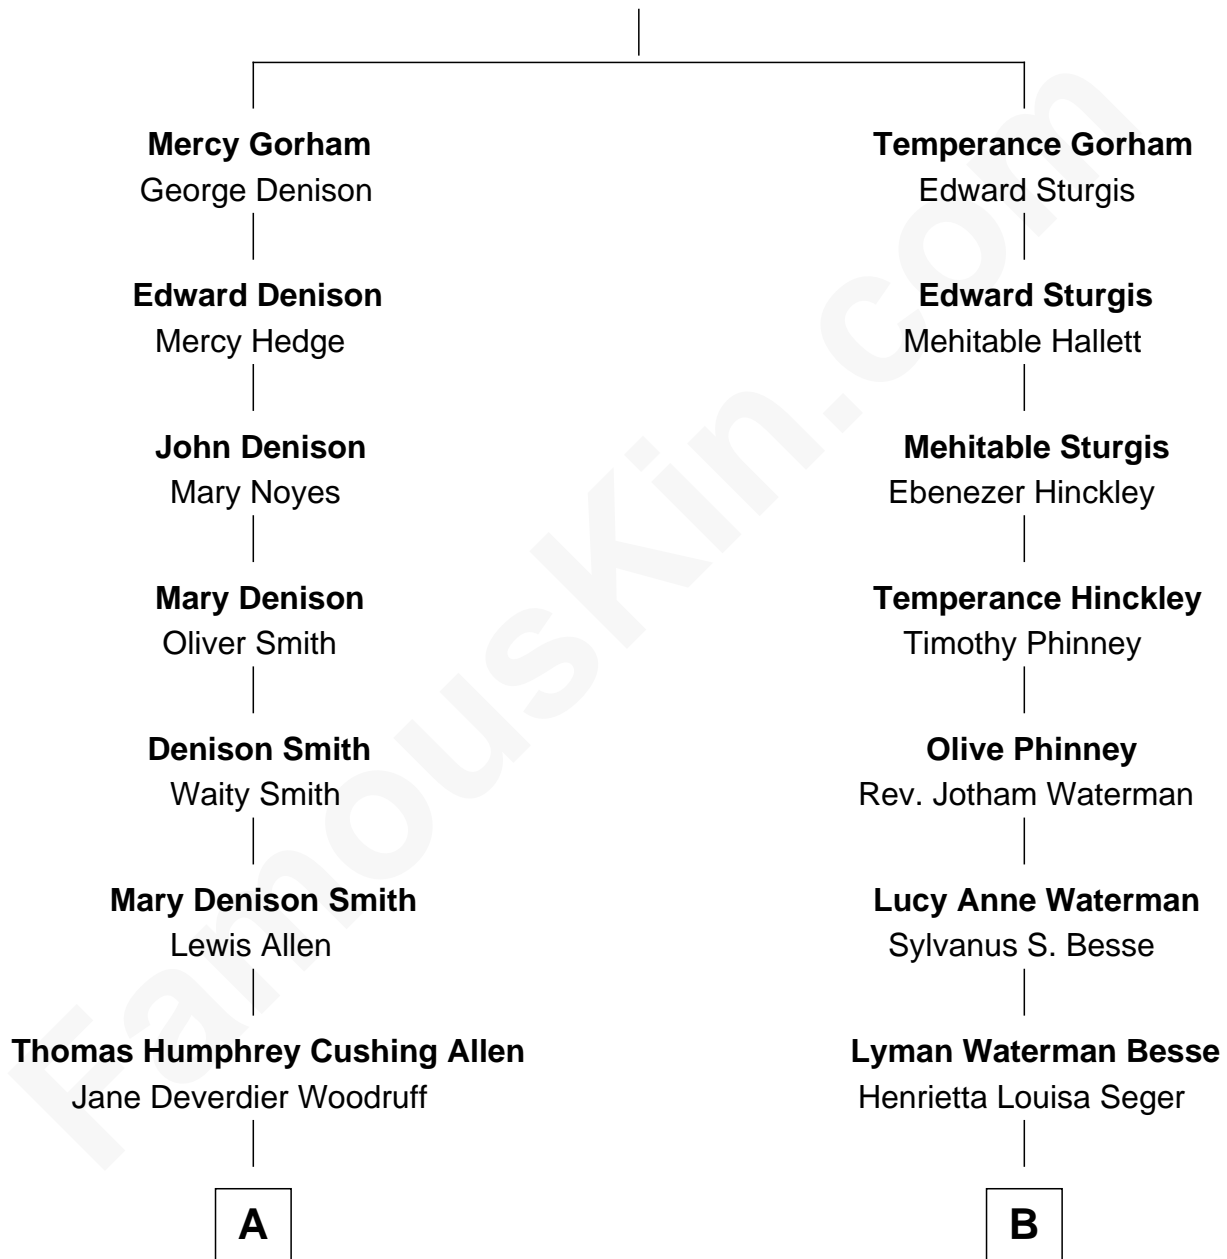 Mercy Gorham
George Denison
Edward Denison
Mercy Hedge
John Denison
Mary Noyes
Mary Denison
Oliver Smith
Denison Smith
Waity Smith
Mary Denison Smith
Lewis Allen
Thomas Humphrey Cushing Allen
Jane Deverdier Woodruff
A
Temperance Gorham
Edward Sturgis
Edward Sturgis
Mehitable Hallett
Mehitable Sturgis
Ebenezer Hinckley
Temperance Hinckley
Timothy Phinney
Olive Phinney
Rev. Jotham Waterman
Lucy Anne Waterman
Sylvanus S. Besse
Lyman Waterman Besse
Henrietta Louisa Seger
B
FamousKin.com